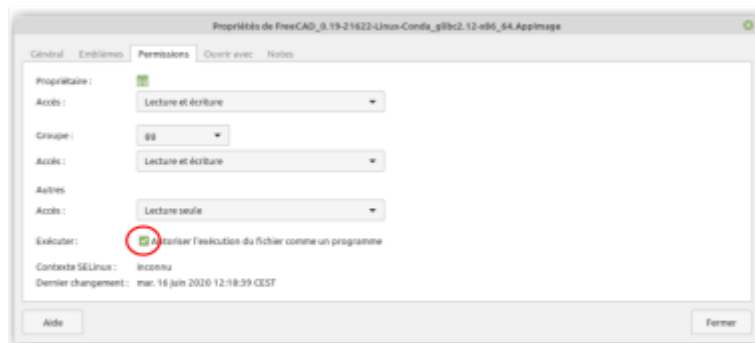 Propriétés de FreeCAD_0.19-21622-Linux-Conda_glibc2.12-x86_64.AppImage
Général Emblèmes Permissions Ouvrir avec Notes
Propriétaire :
Accès : Lecture et écriture
Groupe : gg
Accès : Lecture et écriture
Autres
Accès : Lecture seule
Exécuter : Autoriser l'exécution du fichier comme un programme
Contexte SELinux : inconnu
Dernier changement : mar. 16 juin 2020 12:18:39 CEST
Aide Fermer